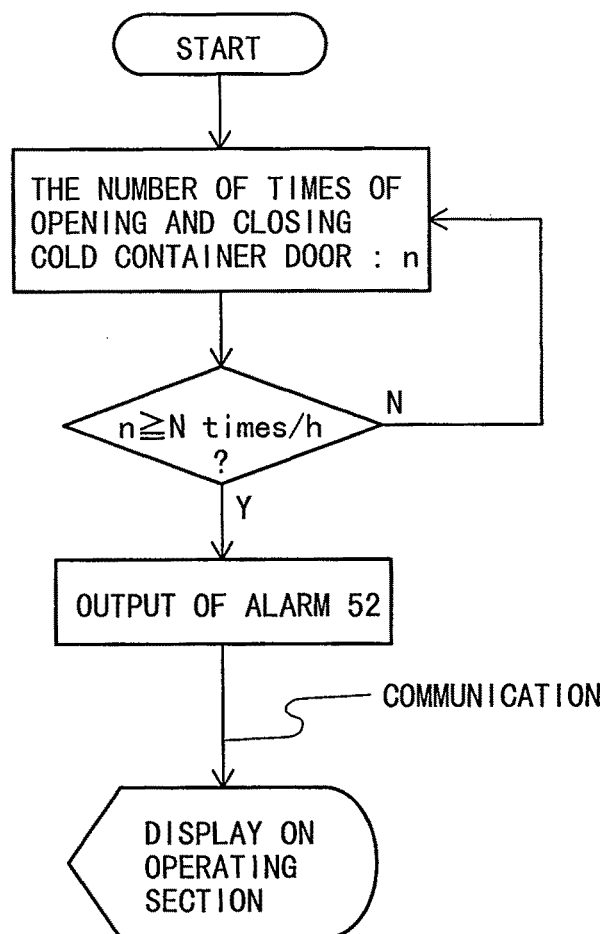 START
THE NUMBER OF TIMES OF
OPENING AND CLOSING
COLD CONTAINER DOOR : n
n≧N times/h
?
N
Y
OUTPUT OF ALARM 52
COMMUNICATION
DISPLAY ON
OPERATING
SECTION